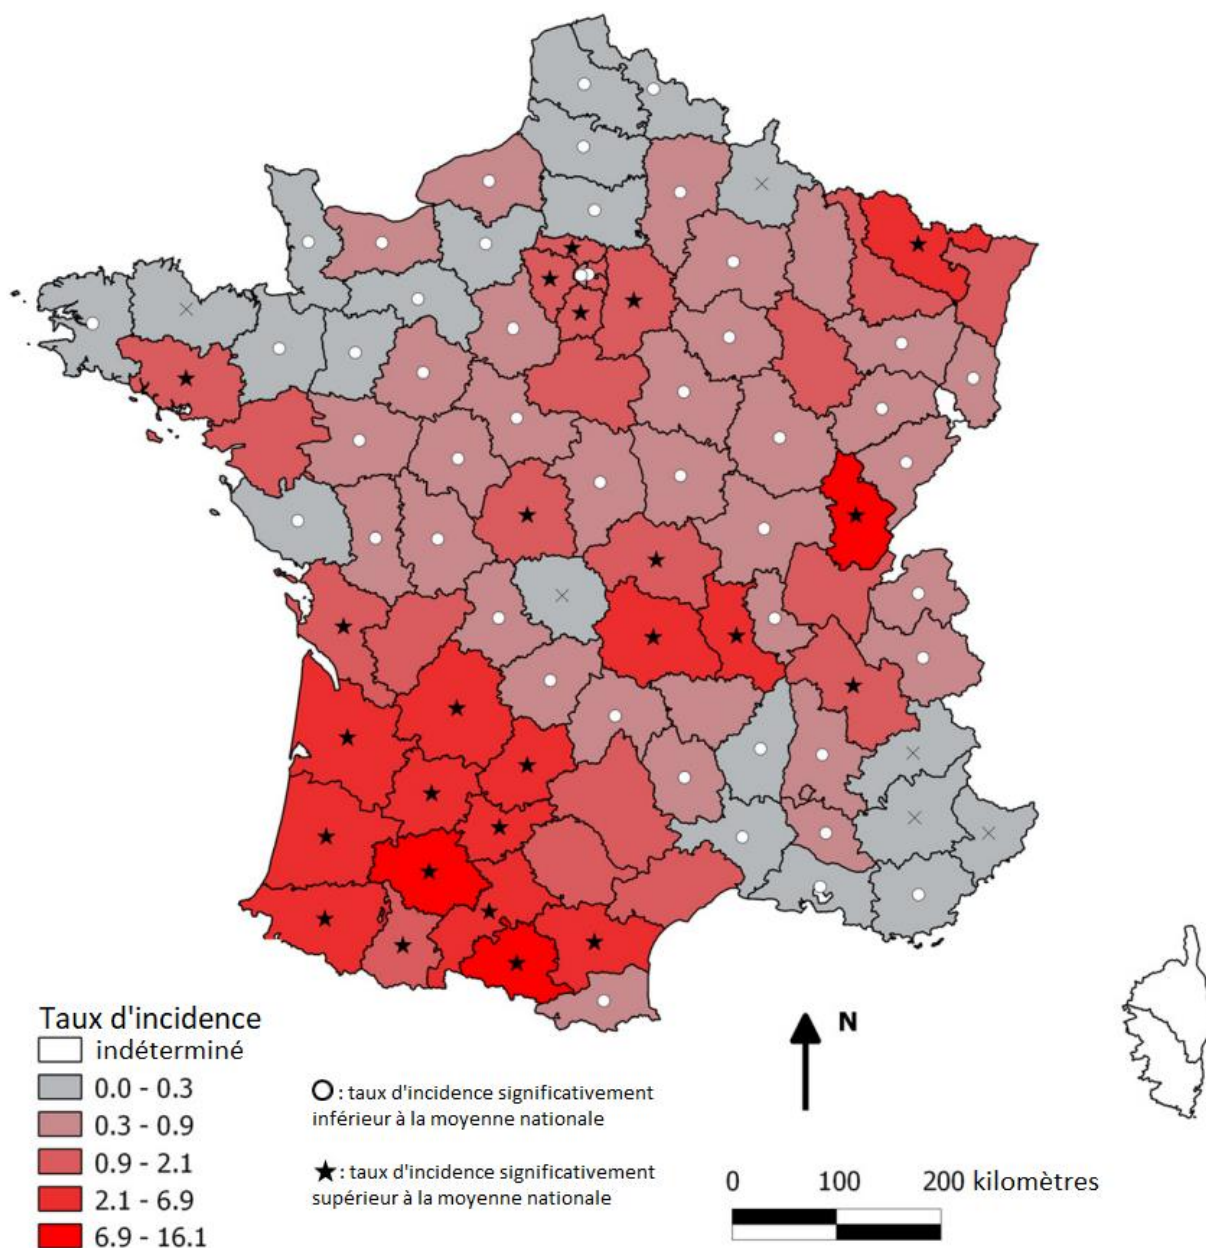 Taux d'incidence
indéterminé
0.0 - 0.3
0.3 - 0.9
0.9 - 2.1
2.1 - 6.9
6.9 - 16.1
: taux d'incidence significativement
inférieur à la moyenne nationale
: taux d'incidence significativement
supérieur à la moyenne nationale
N
0 100 200 kilomètres